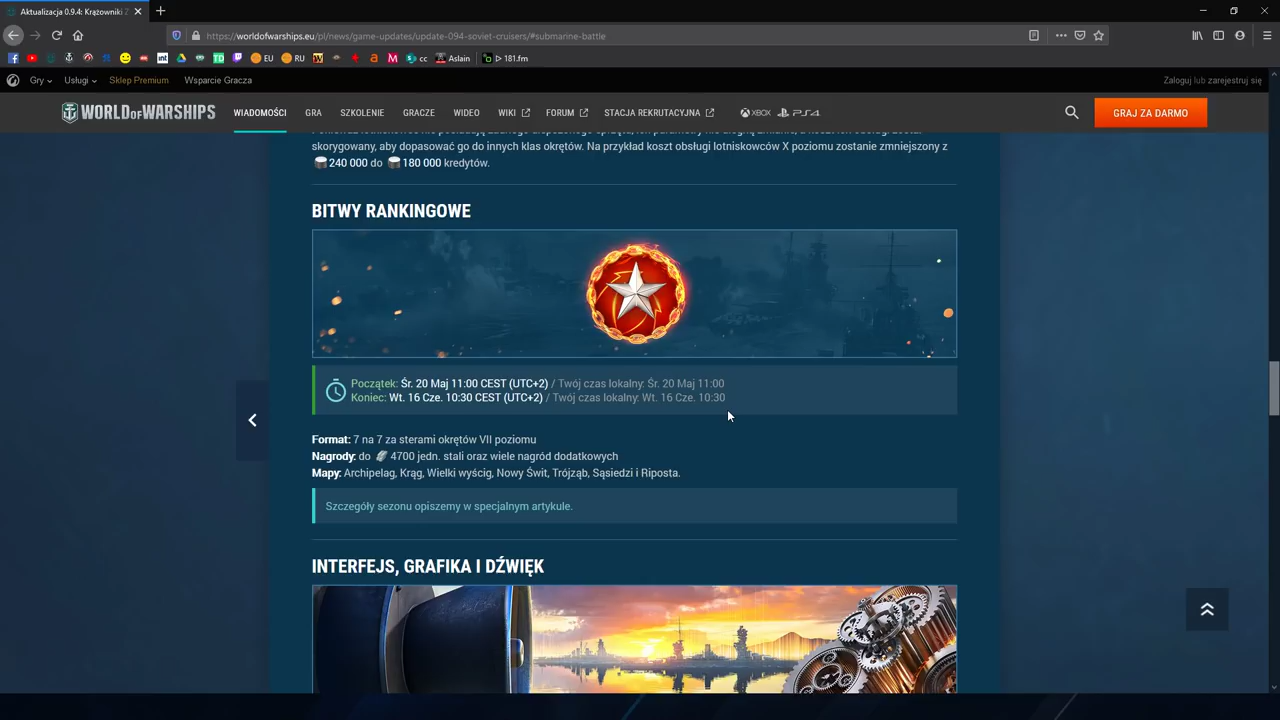 Aktualizacja 0.9.4: Krążowniki Z
https://worldofwarships.eu/pl/news/game-updates/update-094-soviet-cruisers/#submarine-battle
EU
RU
cc
Aslain
181.fm
Gry
Usługi
Sklep Premium
Wsparcie Gracza
Zaloguj lub zarejestruj się
WORLD OF WARSHIPS
WIADOMOŚCI
GRA
SZKOLENIE
GRACZE
WIDEO
WIKI
FORUM
STACJA REKRUTACYJNA
XBOX
PS4
GRAJ ZA DARMO
skorygowany, aby dopasować go do innych klas okrętów. Na przykład koszt obsługi lotniskowców X poziomu zostanie zmniejszony z
240 000 do 180 000 kredytów.
BITWY RANKINGOWE
Początek: Śr. 20 Maj 11:00 CEST (UTC+2) / Twój czas lokalny: Śr. 20 Maj 11:00
Koniec: Wt. 16 Cze. 10:30 CEST (UTC+2) / Twój czas lokalny: Wt. 16 Cze. 10:30
Format: 7 na 7 za sterami okrętów VII poziomu
Nagrody: do 4700 jedn. stali oraz wiele nagród dodatkowych
Mapy: Archipelag, Krąg, Wielki wyścig, Nowy Świt, Trójząb, Sąsiedzi i Riposta.
Szczegóły sezonu opiszemy w specjalnym artykule.
INTERFEJS, GRAFIKA I DŹWIĘK